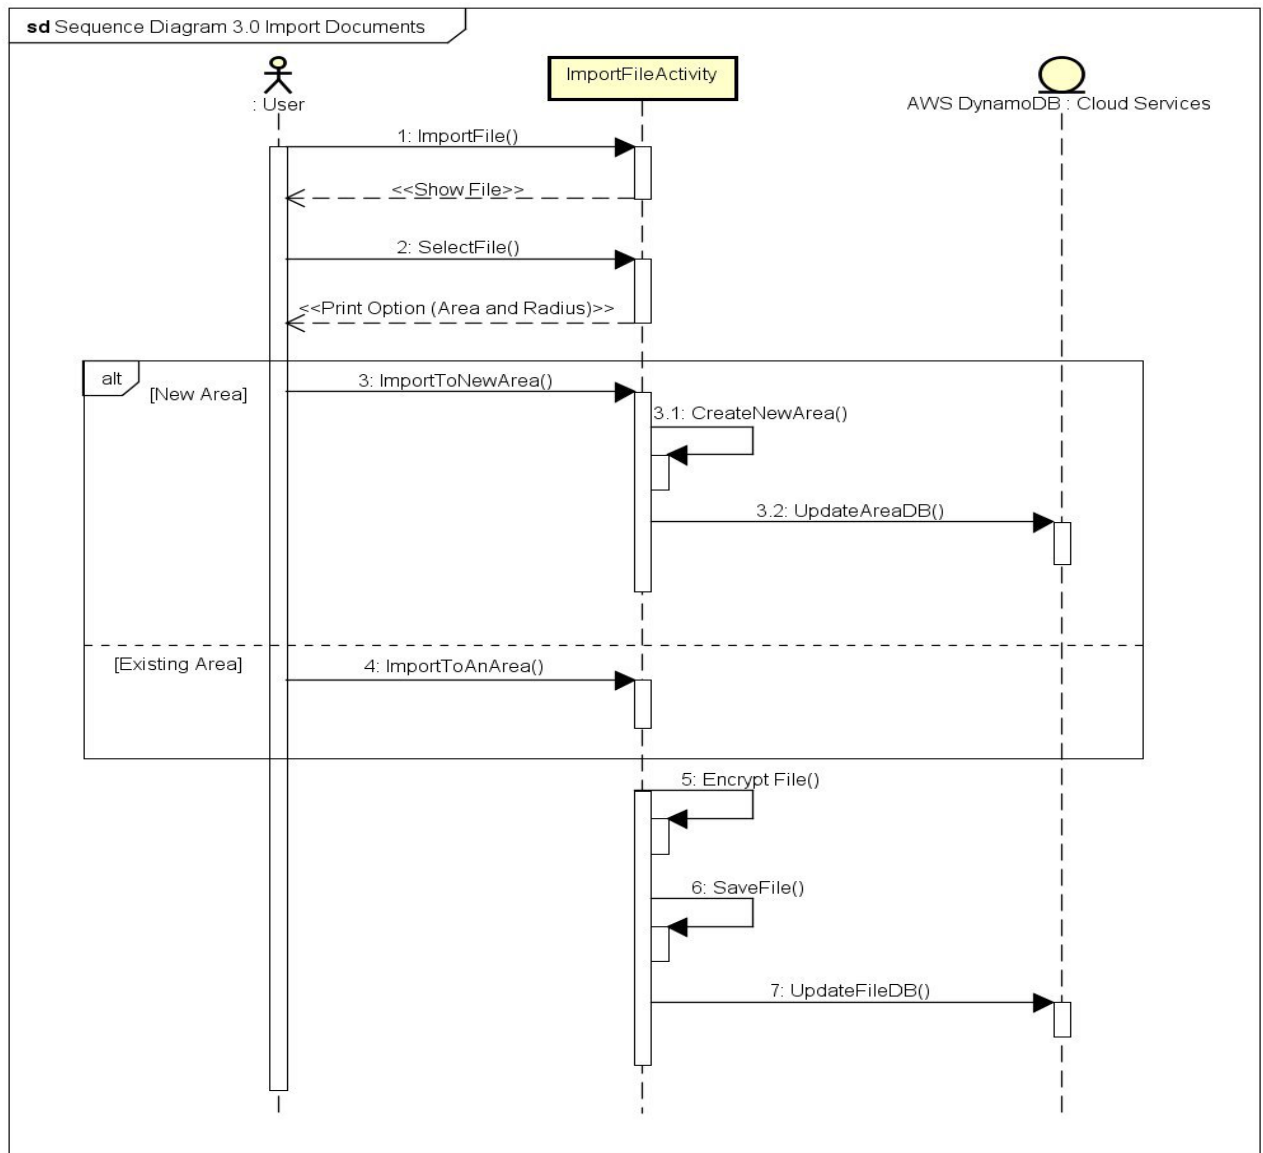 sd Sequence Diagram 3.0 Import Documents
: User
ImportFileActivity
AWS DynamoDB : Cloud Services
1: ImportFile()
<<Show File>>
2: SelectFile()
<<Print Option (Area and Radius)>>
alt
[New Area]
3: ImportToNewArea()
3.1: CreateNewArea()
3.2: UpdateAreaDB()
[Existing Area]
4: ImportToAnArea()
5: Encrypt File()
6: SaveFile()
7: UpdateFileDB()